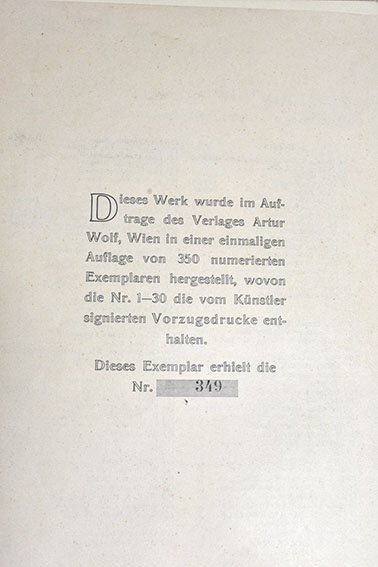 Dieses Werk wurde im Auf-
trage des Verlages Artur
Wolf, Wien in einer einmaligen
Auflage von 350 numerierten
Exemplaren hergestellt, wovon
die Nr. 1—30 die vom Künstler
signierten Vorzugsdrucke ent-
halten.
Dieses Exemplar erhielt die
Nr. 349